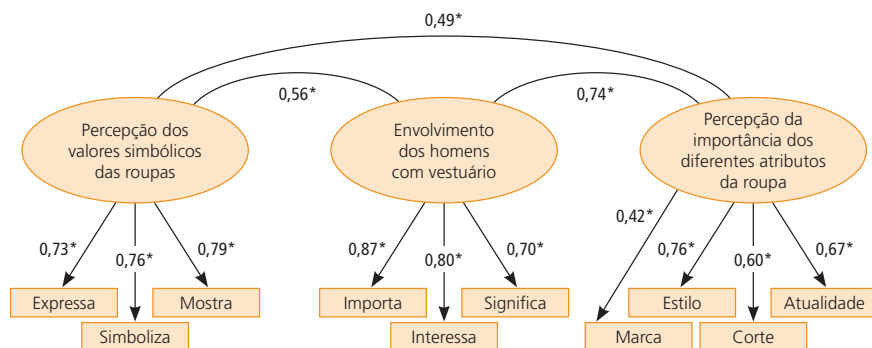 0,49*
0,56*
0,74*
Percepção dos
valores simbólicos
das roupas
Envolvimento
dos homens
com vestuário
Percepção da
importância dos
diferentes atributos
da roupa
0,73*
0,76*
0,79*
0,87*
0,80*
0,70*
0,42*
0,76*
0,60*
0,67*
Expressa
Mostra
Importa
Significa
Estilo
Atualidade
Simboliza
Interessa
Marca
Corte